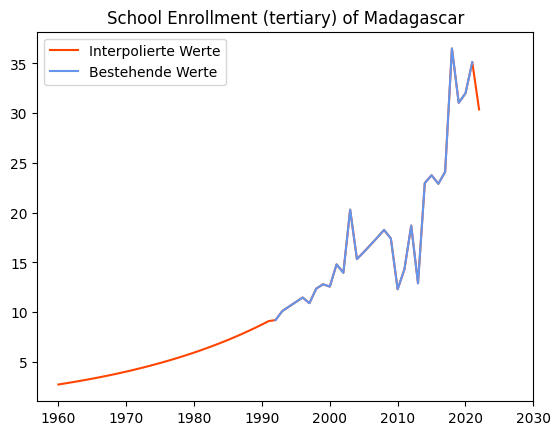 School Enrollment (tertiary) of Madagascar
Interpolierte Werte
Bestehende Werte
35
30
25
20
15
10
5
1960 1970 1980 1990 2000 2010 2020 2030